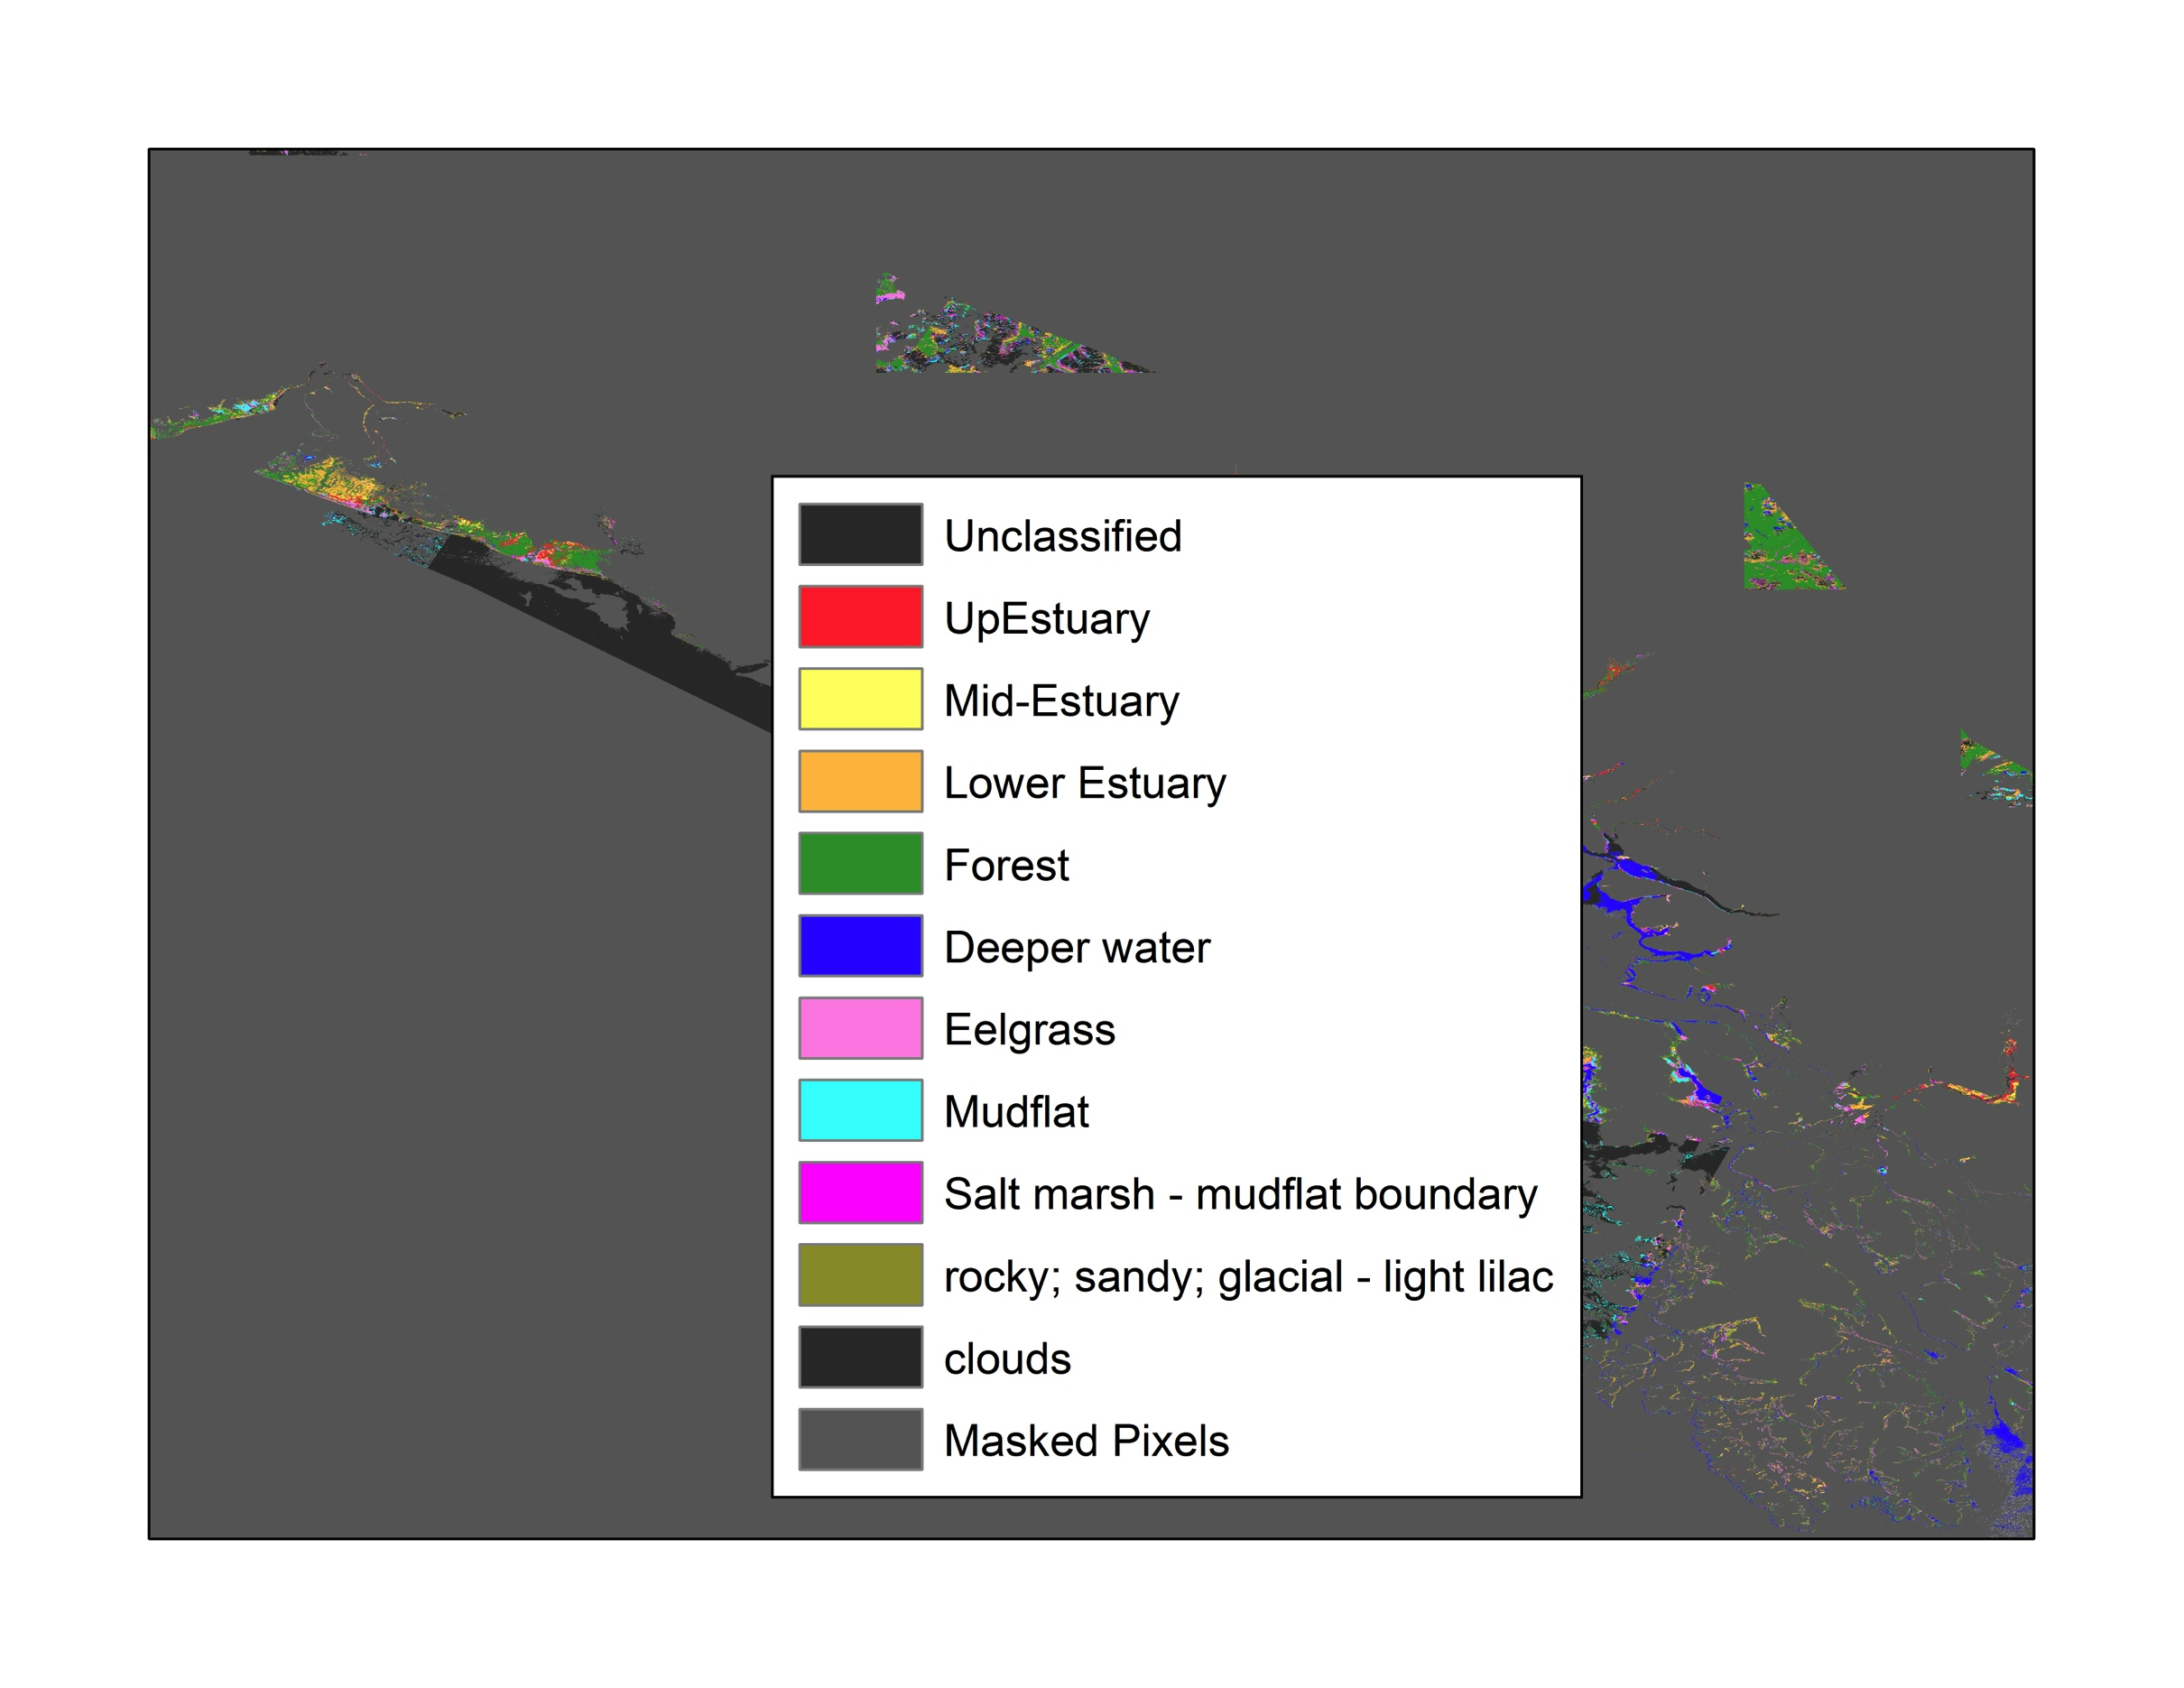 Unclassified
UpEstuary
Mid-Estuary
Lower Estuary
Forest
Deeper water
Eelgrass
Mudflat
Salt marsh - mudflat boundary
rocky; sandy; glacial - light lilac
clouds
Masked Pixels